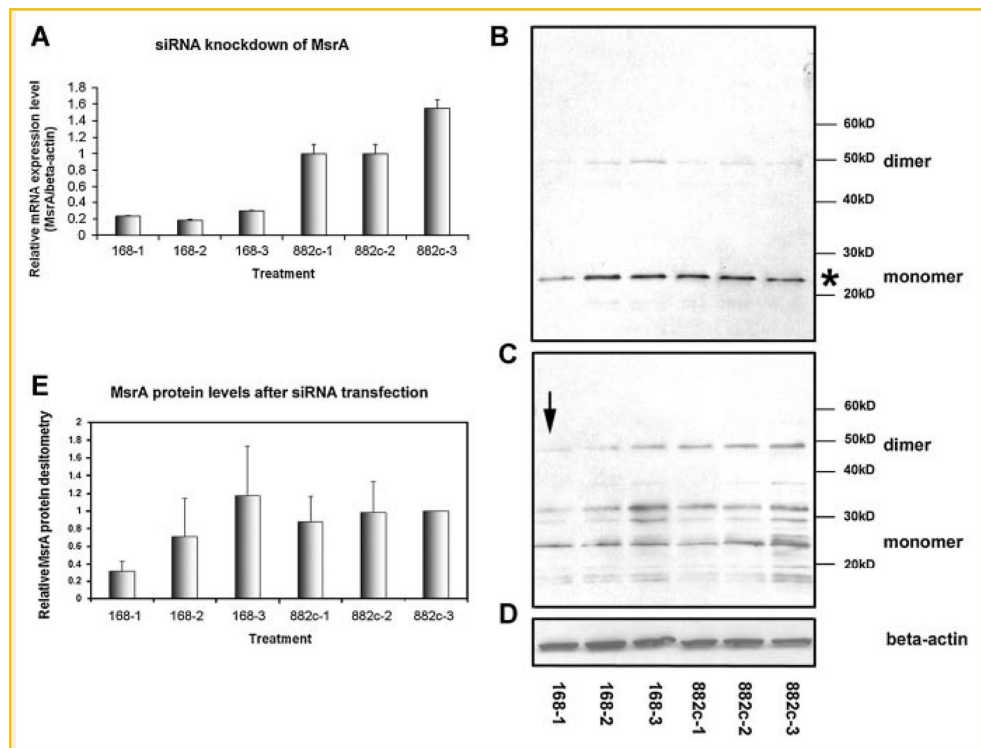 A
siRNA knockdown of MsrA
Relative mRNA expression level
(MsrA/beta-actin)
1.8
1.6
1.4
1.2
1
0.8
0.6
0.4
0.2
0
168-1 168-2 168-3 882c-1 882c-2 882c-3
Treatment
B
60kD
50kD
dimer
40kD
30kD
* monomer
20kD
C
60kD
50kD
dimer
40kD
30kD
monomer
20kD
D
beta-actin
168-1 168-2 168-3 882c-1 882c-2 882c-3
E
MsrA protein levels after siRNA transfection
Relative MsrA protein desitometry
2
1.8
1.6
1.4
1.2
1
0.8
0.6
0.4
0.2
0
168-1 168-2 168-3 882c-1 882c-2 882c-3
Treatment